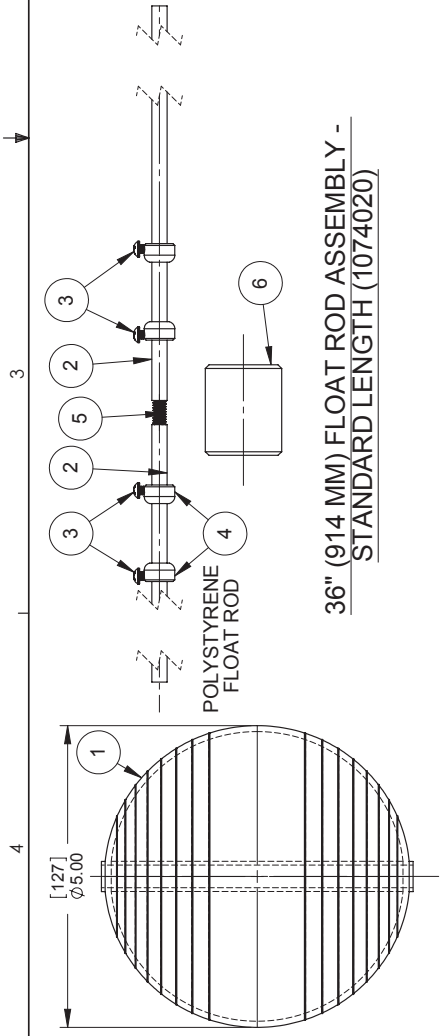 4
3
[127]
Ø5.00
1
POLYSTYRENE
FLOAT ROD
3
4
2
5
2
3
6
36" (914 MM) FLOAT ROD ASSEMBLY -
STANDARD LENGTH (1074020)